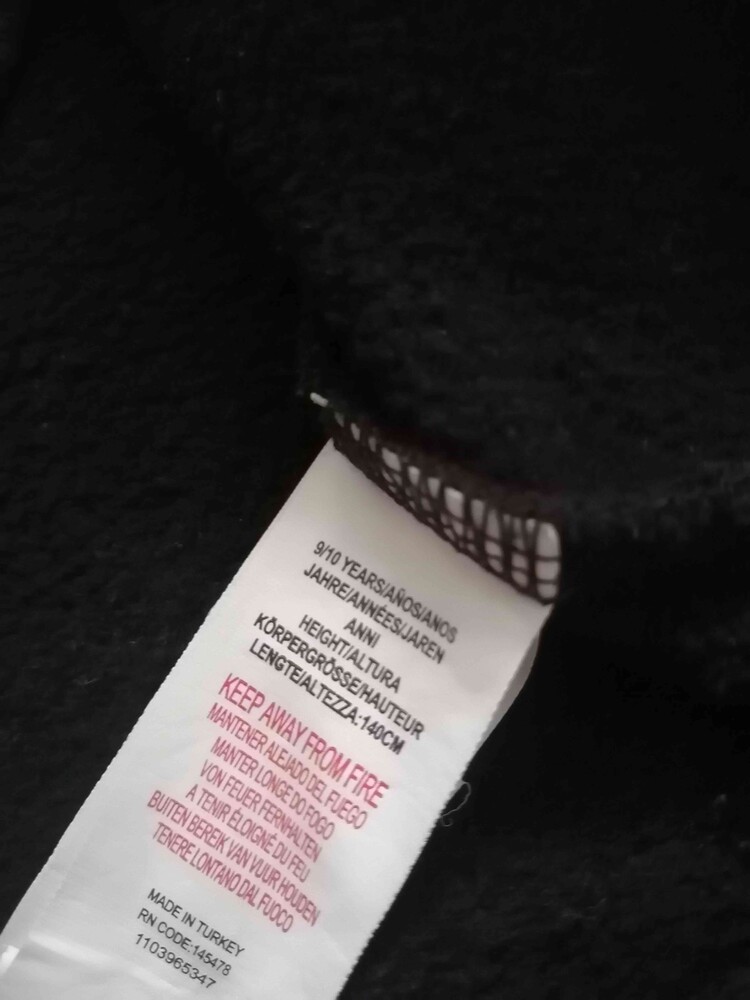 9/10 YEARS/AÑOS/ANOS
JAHRE/ANNÉES/JAREN
ANNI
HEIGHT/ALTURA
KÖRPERGRÖSSE/HAUTEUR
LENGTE/ALTEZZA:140CM
KEEP AWAY FROM FIRE
MANTENER ALEJADO DEL FUEGO
MANTER LONGE DO FOGO
VON FEUER FERNHALTEN
A TENIR ÉLOIGNÉ DU FEU
BUITEN BEREIK VAN VUUR HOUDEN
TENERE LONTANO DAL FUOCO
MADE IN TURKEY
RN CODE:145478
1103965347